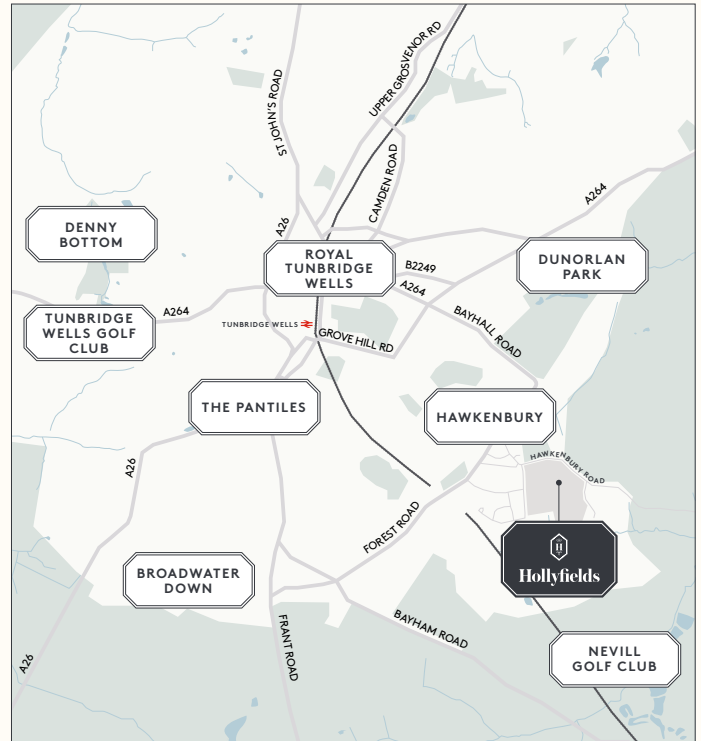 UPPER GROSVENOR RD
ST JOHN'S ROAD
CAMDEN ROAD
A264
A26
DENNY
BOTTOM
ROYAL
TUNBRIDGE
WELLS
B2249
DUNORLAN
PARK
A264
TUNBRIDGE
WELLS GOLF
CLUB
A264
TUNBRIDGE WELLS
GROVE HILL RD
BAYHALL ROAD
THE PANTILES
HAWKENBURY
A26
HAWKENBURY ROAD
FOREST ROAD
H
Hollyfields
BROADWATER
DOWN
FRANT ROAD
BAYHAM ROAD
NEVILL
GOLF CLUB
A26